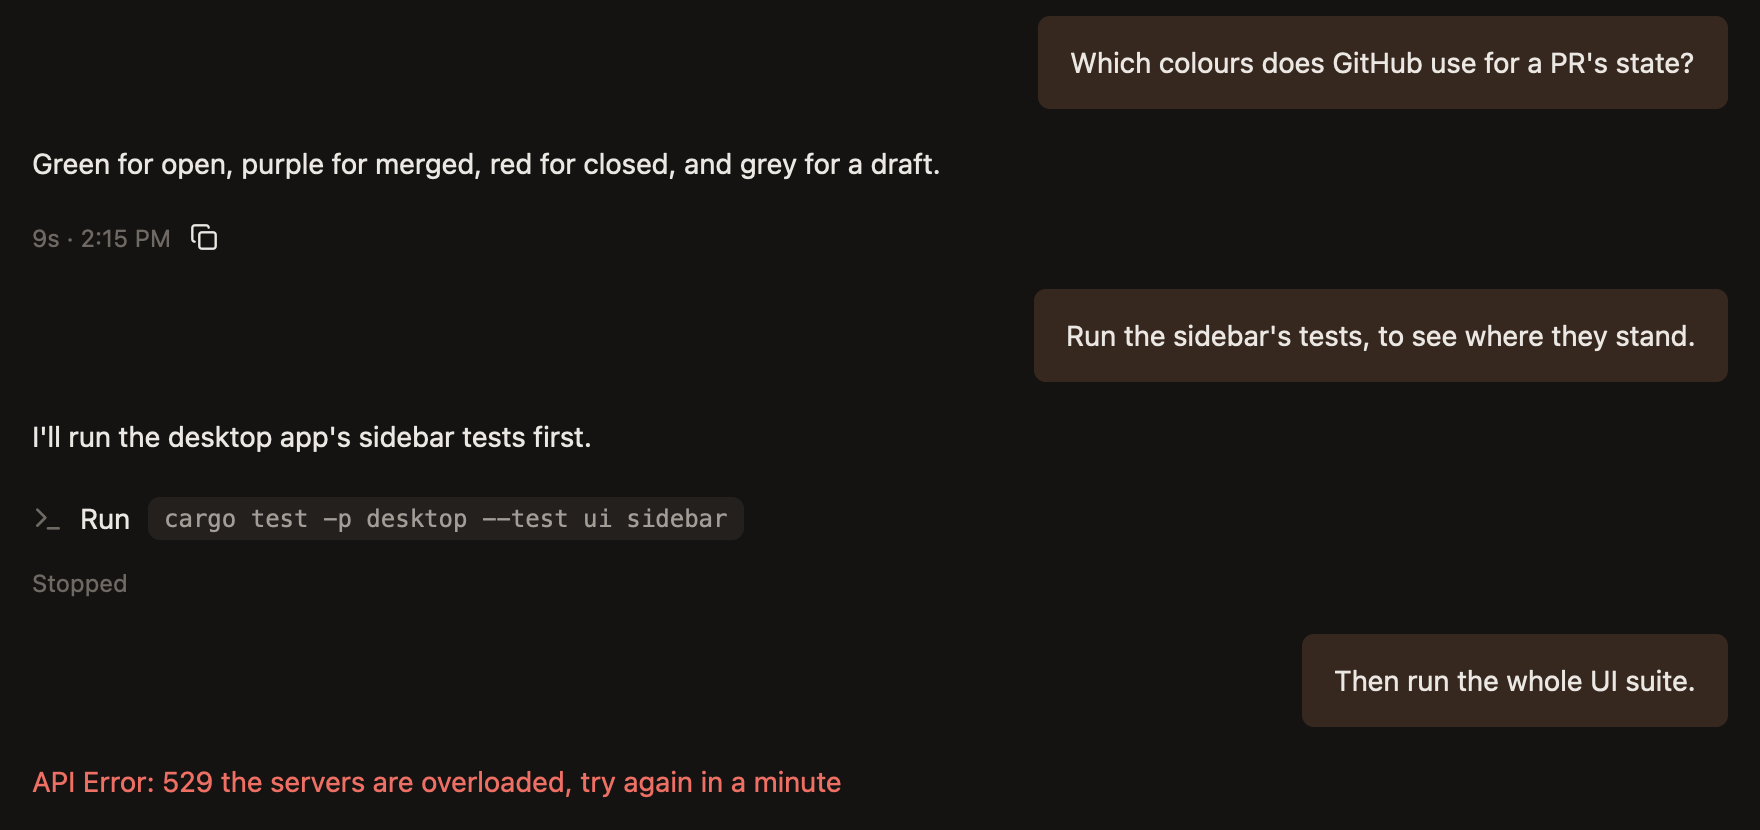 Which colours does GitHub use for a PR's state?
Green for open, purple for merged, red for closed, and grey for a draft.
9s · 2:15 PM
Run the sidebar's tests, to see where they stand.
I'll run the desktop app's sidebar tests first.
>_ Run cargo test -p desktop --test ui sidebar
Stopped
Then run the whole UI suite.
API Error: 529 the servers are overloaded, try again in a minute